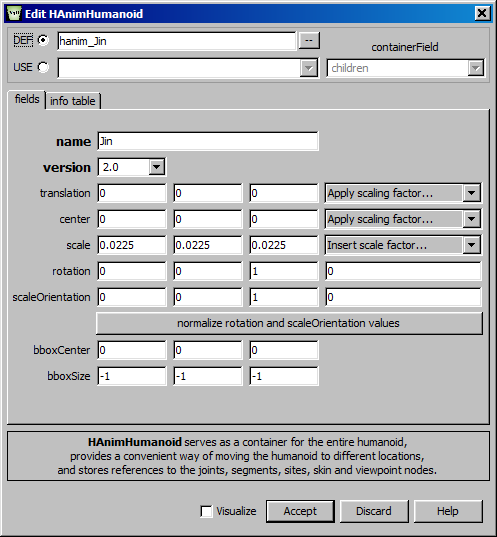 Edit HAnimHumanoid
DEF hanim_Jin --
containerField
USE children
fields info table
name Jin
version 2.0
translation 0 0 0 Apply scaling factor...
center 0 0 0 Apply scaling factor...
scale 0.0225 0.0225 0.0225 Insert scale factor...
rotation 0 0 1 0
scaleOrientation 0 0 1 0
normalize rotation and scaleOrientation values
bboxCenter 0 0 0
bboxSize -1 -1 -1
HAnimHumanoid serves as a container for the entire humanoid,
provides a convenient way of moving the humanoid to different locations,
and stores references to the joints, segments, sites, skin and viewpoint nodes.
Visualize Accept Discard Help